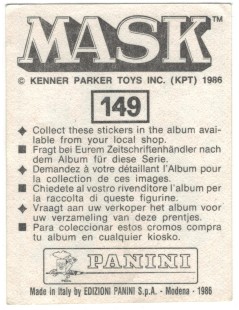 MASK™
© KENNER PARKER TOYS INC. (KPT) 1986
149
◆ Collect these stickers in the album avai-
lable from your local shop.
■ Fragt bei Eurem Zeitschriftenhändler nach
dem Album für diese Serie.
◆ Demandez à votre détaillant l'Album pour
la collection de ces images.
■ Chiedete al vostro rivenditore l'album per
la raccolta di queste figurine.
◆ Vraagt aan uw verkoper het album voor
uw verzameling van deze prentjes.
■ Para coleccionar estos cromos compra
tu album en cualquier kiosko.
PANINI
Made in Italy by EDIZIONI PANINI S.p.A. - Modena - 1986